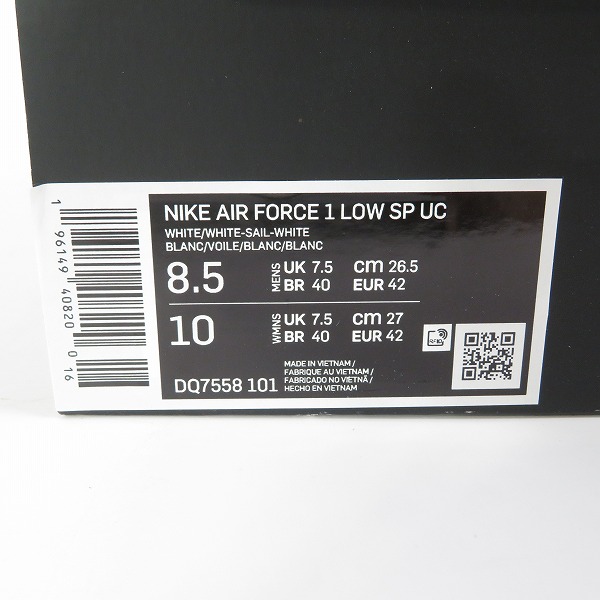 NIKE AIR FORCE 1 LOW SP UC
WHITE/WHITE-SAIL-WHITE
BLANC/VOILE/BLANC/BLANC
8.5 MENS UK 7.5 cm 26.5
BR 40 EUR 42
10 WMNS UK 7.5 cm 27
BR 40 EUR 42
DQ7558 101
MADE IN VIETNAM /
FABRIQUE AU VIETNAM /
FABRICADO NO VIETNÃ /
HECHO EN VIETNAM
1 96149 40820 0 16
RFID